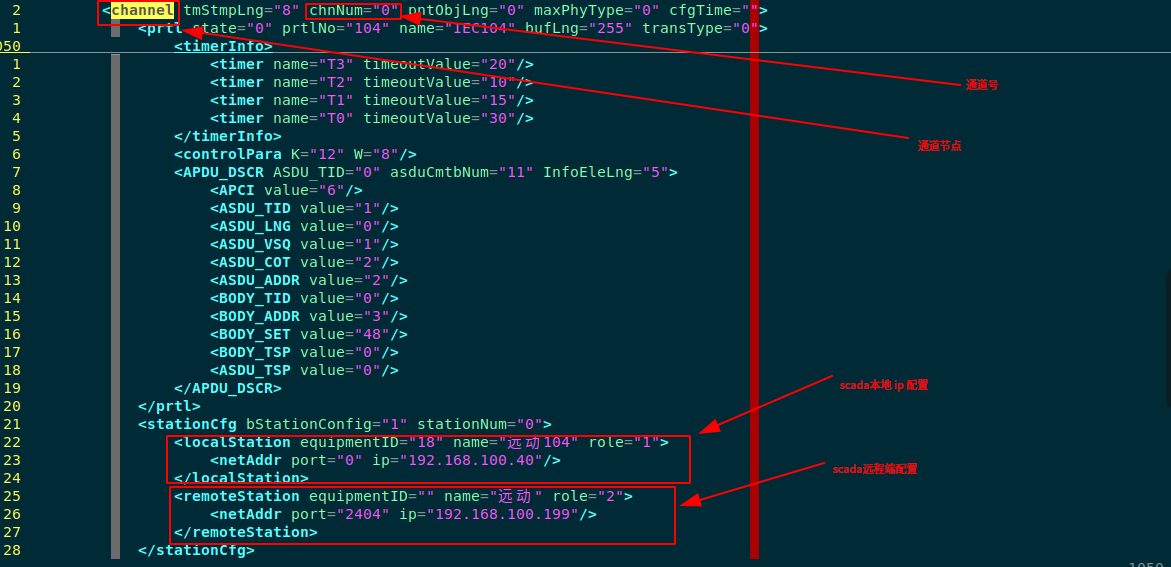 2 <channel tmStmpLng="8" chnNum="0" pntObjLng="0" maxPhyType="0" cfgTime="">
1 <prtl state="0" prtlNo="104" name="IEC104" bufLng="255" transType="0">
050 <timerInfo>
1 <timer name="T3" timeoutValue="20"/>
2 <timer name="T2" timeoutValue="10"/>
3 <timer name="T1" timeoutValue="15"/>
通道号
4 <timer name="T0" timeoutValue="30"/>
5 </timerInfo>
通道节点
6 <controlPara K="12" W="8"/>
7 <APDU_DSCR ASDU_TID="0" asduCmtbNum="11" InfoEleLng="5">
8 <APCI value="6"/>
9 <ASDU_TID value="1"/>
10 <ASDU_LNG value="0"/>
11 <ASDU_VSQ value="1"/>
12 <ASDU_COT value="2"/>
13 <ASDU_ADDR value="2"/>
14 <BODY_TID value="0"/>
15 <BODY_ADDR value="3"/>
16 <BODY_SET value="48"/>
17 <BODY_TSP value="0"/>
18 <ASDU_TSP value="0"/>
19 </APDU_DSCR>
scada本地 ip 配置
20 </prtl>
21 <stationCfg bStationConfig="1" stationNum="0">
22 <localStation equipmentID="18" name="远动104" role="1">
23 <netAddr port="0" ip="192.168.100.40"/>
scada远程端配置
24 </localStation>
25 <remoteStation equipmentID="" name="远动" role="2">
26 <netAddr port="2404" ip="192.168.100.199"/>
27 </remoteStation>
28 </stationCfg>